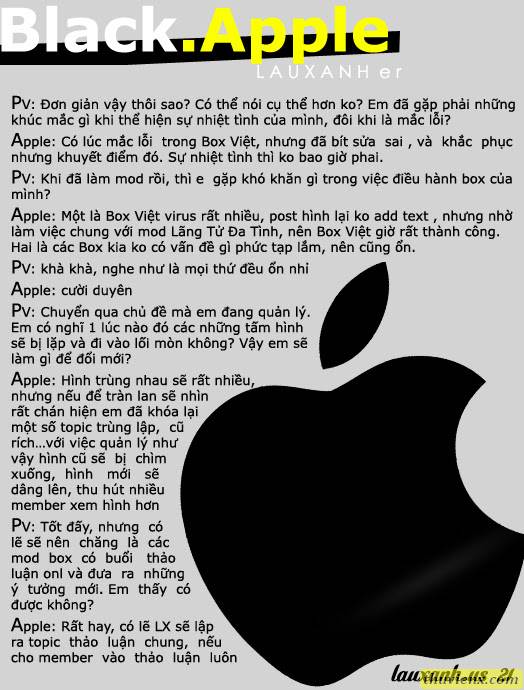 Black.Apple
LAUXANH er
PV: Đơn giản vậy thôi sao? Có thể nói cụ thể hơn ko? Em đã gặp phải những
khúc mắc gì khi thể hiện sự nhiệt tình của mình, đôi khi là mắc lỗi?
Apple: Có lúc mắc lỗi trong Box Việt, nhưng đã bít sửa sai , và khắc phục
nhưng khuyết điểm đó. Sự nhiệt tình thì ko bao giờ phai.
PV: Khi đã làm mod rồi, thì e gặp khó khăn gì trong việc điều hành box của
mình?
Apple: Một là Box Việt virus rất nhiều, post hình lại ko add text , nhưng nhờ
làm việc chung với mod Lãng Tử Đa Tình, nên Box Việt giờ rất thành công.
Hai là các Box kia ko có vấn đề gì phức tạp lắm, nên cũng ổn.
PV: khà khà, nghe như là mọi thứ đều ổn nhỉ
Apple: cười duyên
PV: Chuyển qua chủ đề mà em đang quản lý.
Em có nghĩ 1 lúc nào đó các những tấm hình
sẽ bị lặp và đi vào lối mòn không? Vậy em sẽ
làm gì để đổi mới?
Apple: Hình trùng nhau sẽ rất nhiều,
nhưng nếu để tràn lan sẽ nhìn
rất chán hiện em đã khóa lại
một số topic trùng lập, cũ
rích...với việc quản lý như
vậy hình cũ sẽ bị chìm
xuống, hình mới sẽ
dâng lên, thu hút nhiều
member xem hình hơn
PV: Tốt đấy, nhưng có
lẽ sẽ nên chăng là các
mod box có buổi thảo
luận onl và đưa ra những
ý tưởng mới. Em thấy có
được không?
Apple: Rất hay, có lẽ LX sẽ lập
ra topic thảo luận chung, nếu
cho member vào thảo luận luôn
lauxanh.us 21
thuvienx.com